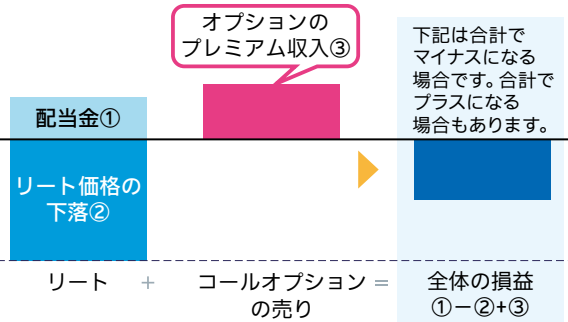 オプションの
プレミアム収入③
下記は合計で
マイナスになる
場合です。合計で
プラスになる
場合もあります。
配当金①
リート価格の
下落②
リート + コールオプション = 全体の損益
の売り ①－②+③